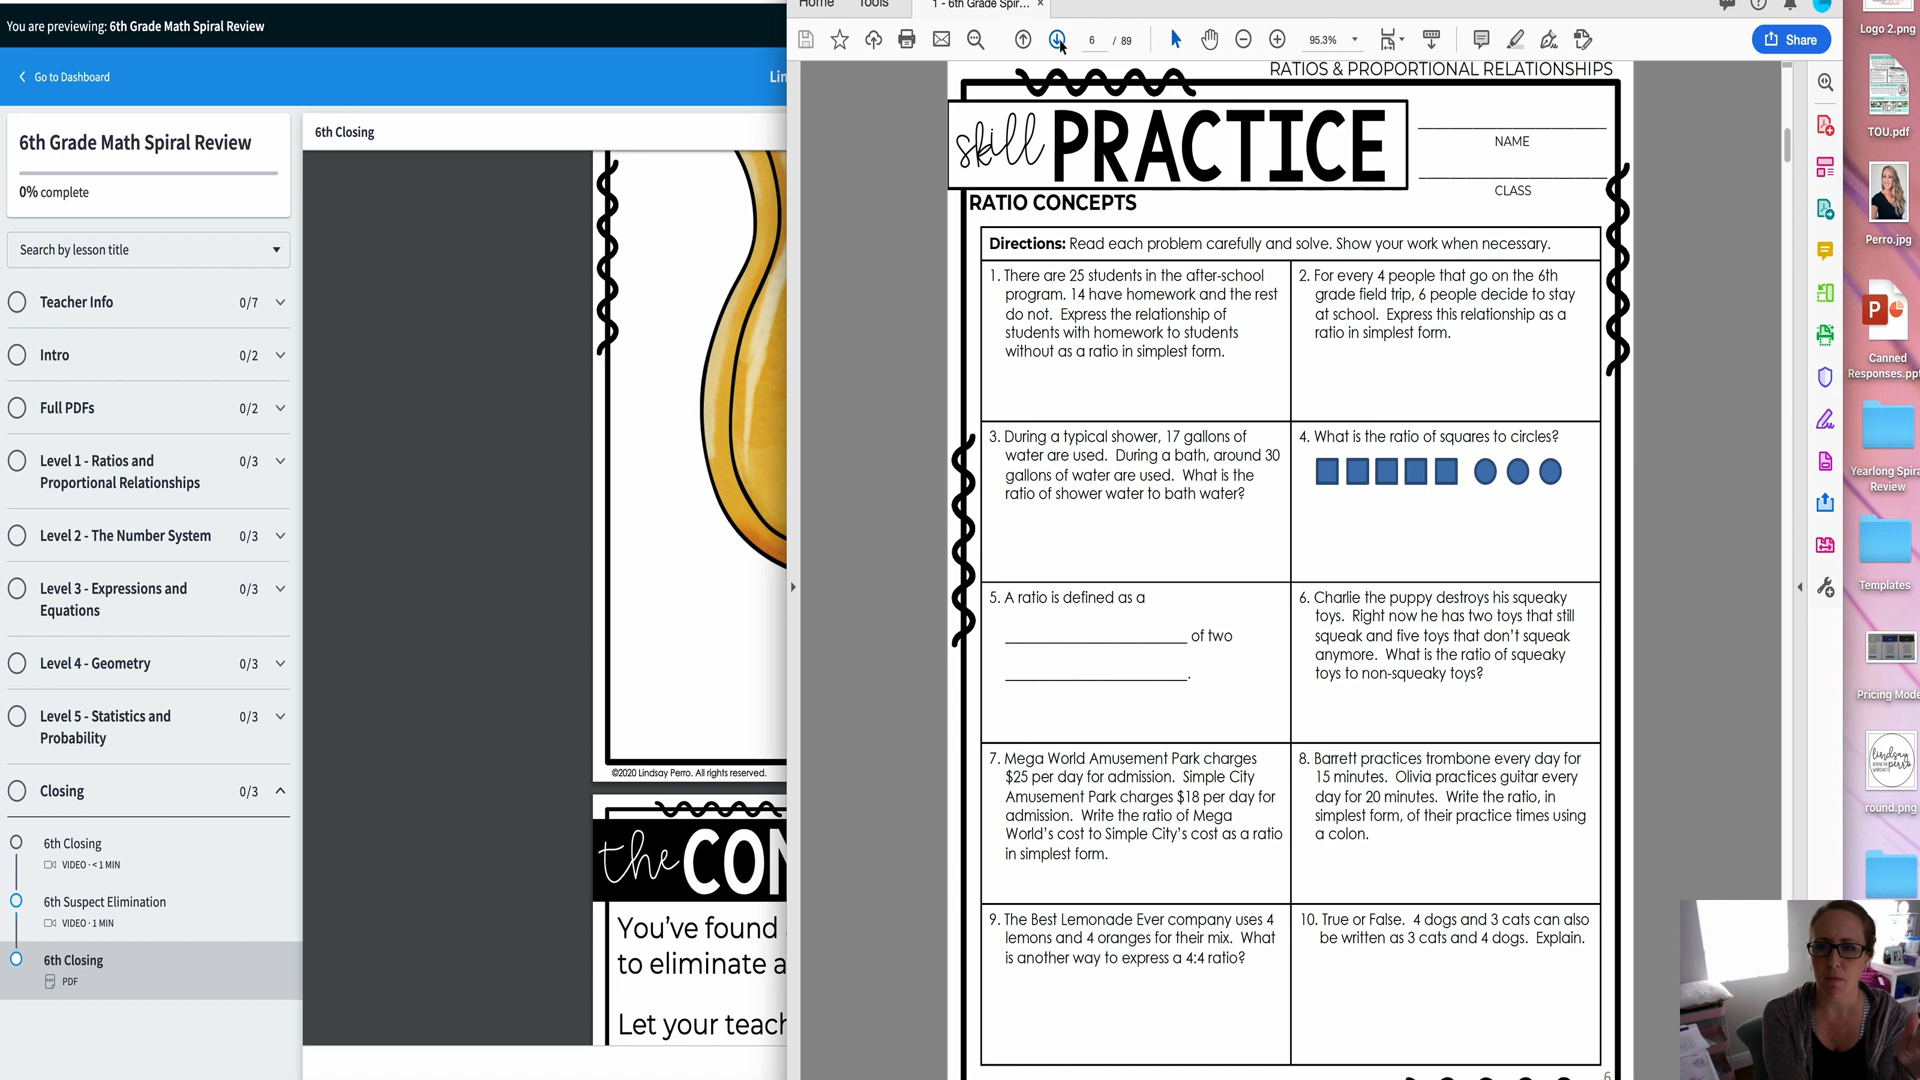 You are previewing: 6th Grade Math Spiral Review
Go to Dashboard
Lin
6th Grade Math Spiral Review
0% complete
Search by lesson title
Teacher Info 0/7
Intro 0/2
Full PDFs 0/2
Level 1 - Ratios and 0/3
Proportional Relationships
Level 2 - The Number System 0/3
Level 3 - Expressions and 0/3
Equations
Level 4 - Geometry 0/3
Level 5 - Statistics and 0/3
Probability
Closing 0/3
6th Closing
VIDEO · < 1 MIN
6th Suspect Elimination
VIDEO · 1 MIN
6th Closing
PDF
6th Closing
©2020 Lindsay Perro. All rights reserved.
the CON
You've found
to eliminate a
Let your teach
Home Tools 1 - 6th Grade Spir... ×
6 / 89 95.3% Share
RATIOS & PROPORTIONAL RELATIONSHIPS
skill PRACTICE
NAME
CLASS
RATIO CONCEPTS
Directions: Read each problem carefully and solve. Show your work when necessary.
1. There are 25 students in the after-school
program. 14 have homework and the rest
do not. Express the relationship of
students with homework to students
without as a ratio in simplest form.
2. For every 4 people that go on the 6th
grade field trip, 6 people decide to stay
at school. Express this relationship as a
ratio in simplest form.
3. During a typical shower, 17 gallons of
water are used. During a bath, around 30
gallons of water are used. What is the
ratio of shower water to bath water?
4. What is the ratio of squares to circles?
5. A ratio is defined as a
____________________ of two
____________________.
6. Charlie the puppy destroys his squeaky
toys. Right now he has two toys that still
squeak and five toys that don't squeak
anymore. What is the ratio of squeaky
toys to non-squeaky toys?
7. Mega World Amusement Park charges
$25 per day for admission. Simple City
Amusement Park charges $18 per day for
admission. Write the ratio of Mega
World's cost to Simple City's cost as a ratio
in simplest form.
8. Barrett practices trombone every day for
15 minutes. Olivia practices guitar every
day for 20 minutes. Write the ratio, in
simplest form, of their practice times using
a colon.
9. The Best Lemonade Ever company uses 4
lemons and 4 oranges for their mix. What
is another way to express a 4:4 ratio?
10. True or False. 4 dogs and 3 cats can also
be written as 3 cats and 4 dogs. Explain.
6
Logo 2.png
TOU.pdf
Perro.jpg
P
Canned
Responses.ppt
Yearlong Spira
Review
Templates
Pricing Mode
lindsay
perro
round.png